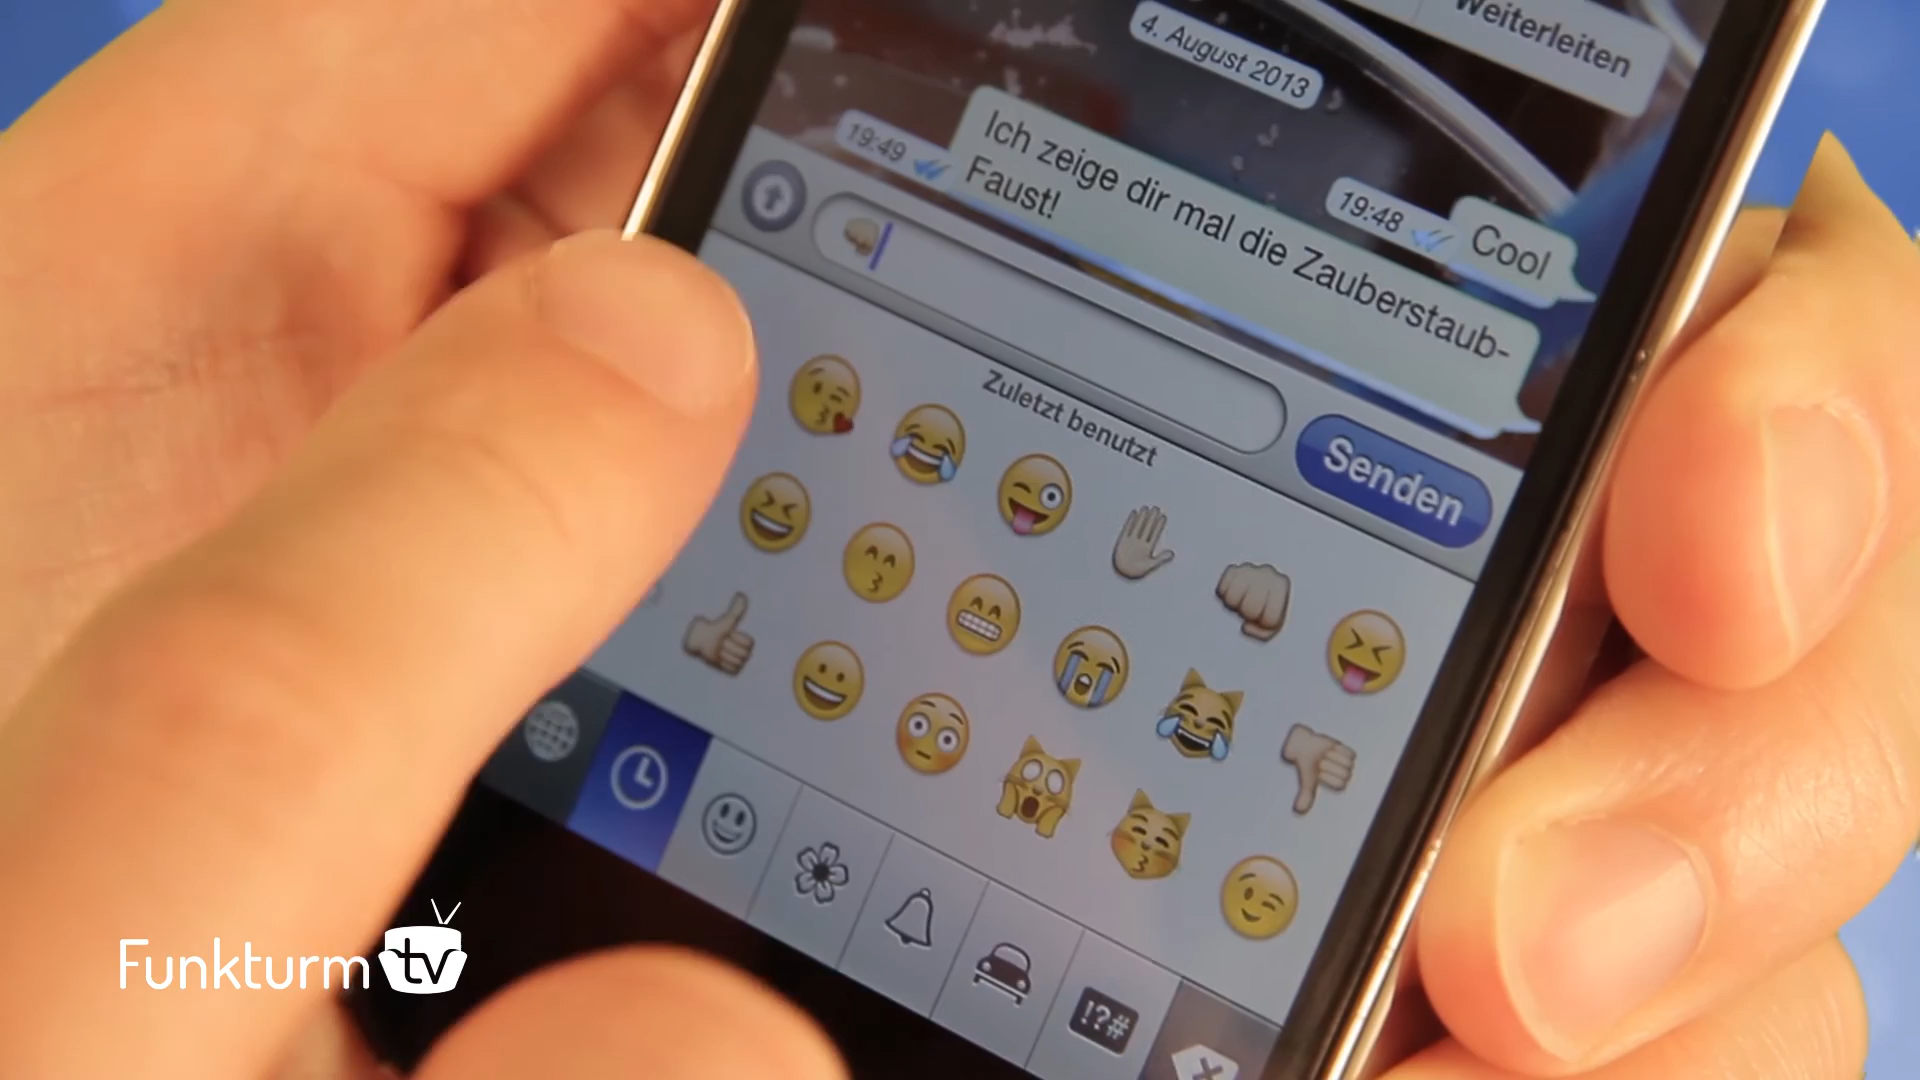 Weiterleiten
4. August 2013
19:48
Cool
19:49
Ich zeige dir mal die Zauberstaub-
Faust!
Senden
Zuletzt benutzt
!?#
Funkturm tv